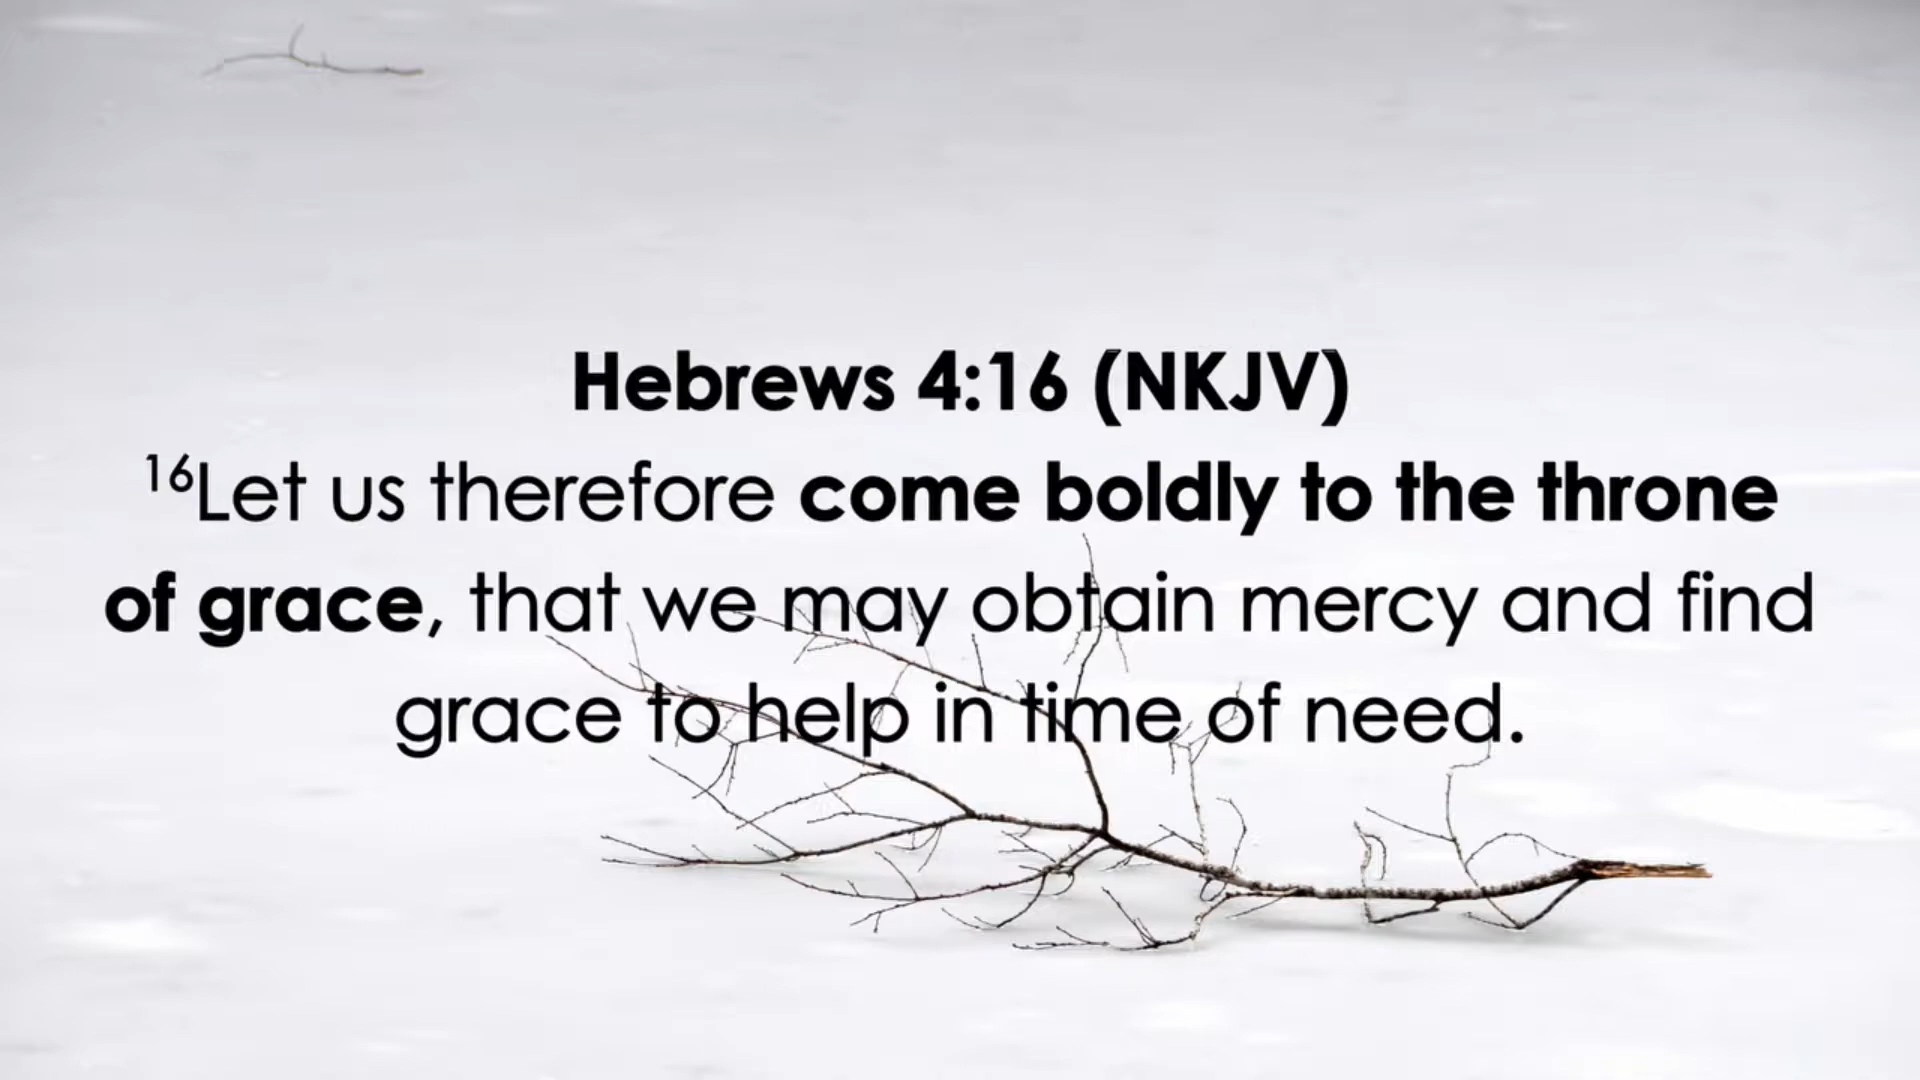 Hebrews 4:16 (NKJV)
16Let us therefore come boldly to the throne
of grace, that we may obtain mercy and find
grace to help in time of need.